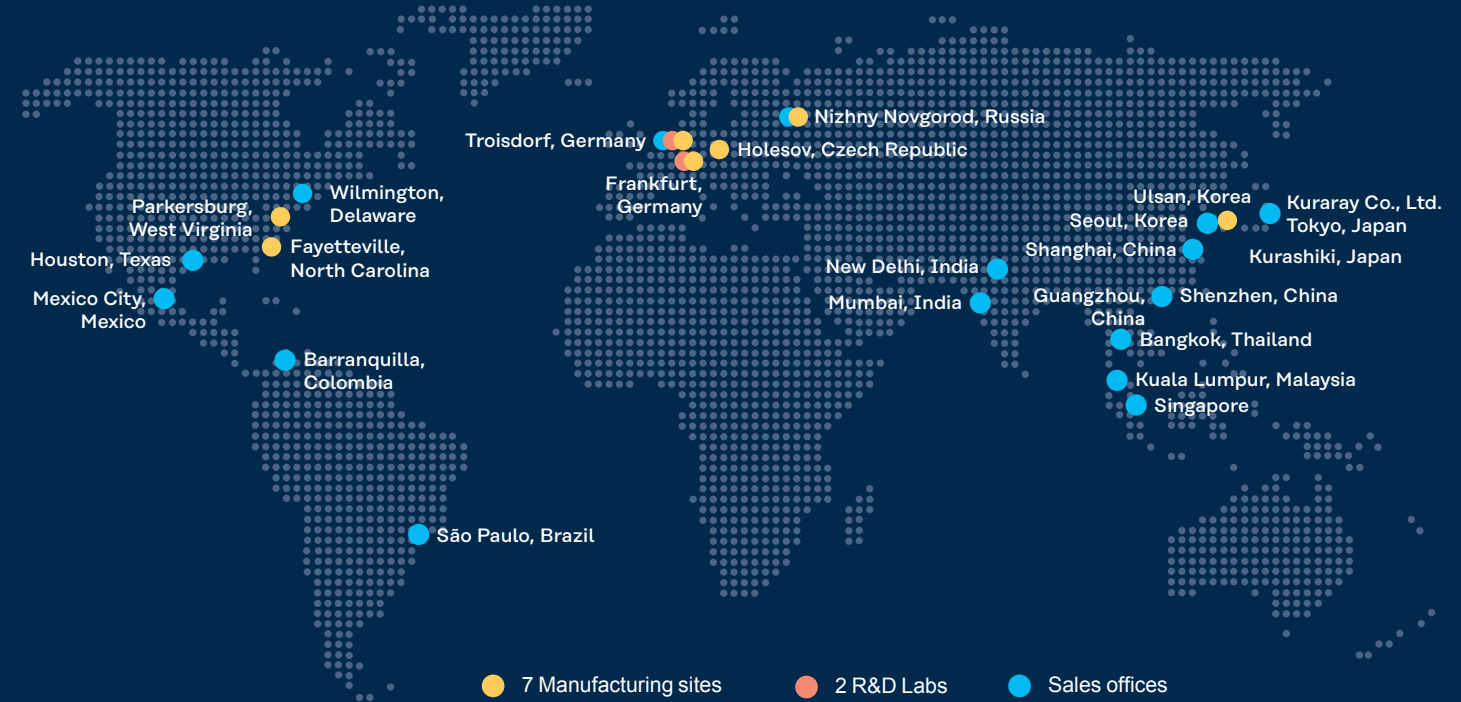 Nizhny Novgorod, Russia
Troisdorf, Germany
Holesov, Czech Republic
Frankfurt,
Germany
Wilmington,
Delaware
Parkersburg,
West Virginia
Fayetteville,
North Carolina
Houston, Texas
Mexico City,
Mexico
Barranquilla,
Colombia
São Paulo, Brazil
Ulsan, Korea
Seoul, Korea
Kuraray Co., Ltd.
Tokyo, Japan
Kurashiki, Japan
Shanghai, China
New Delhi, India
Mumbai, India
Guangzhou,
China
Shenzhen, China
Bangkok, Thailand
Kuala Lumpur, Malaysia
Singapore
7 Manufacturing sites
2 R&D Labs
Sales offices